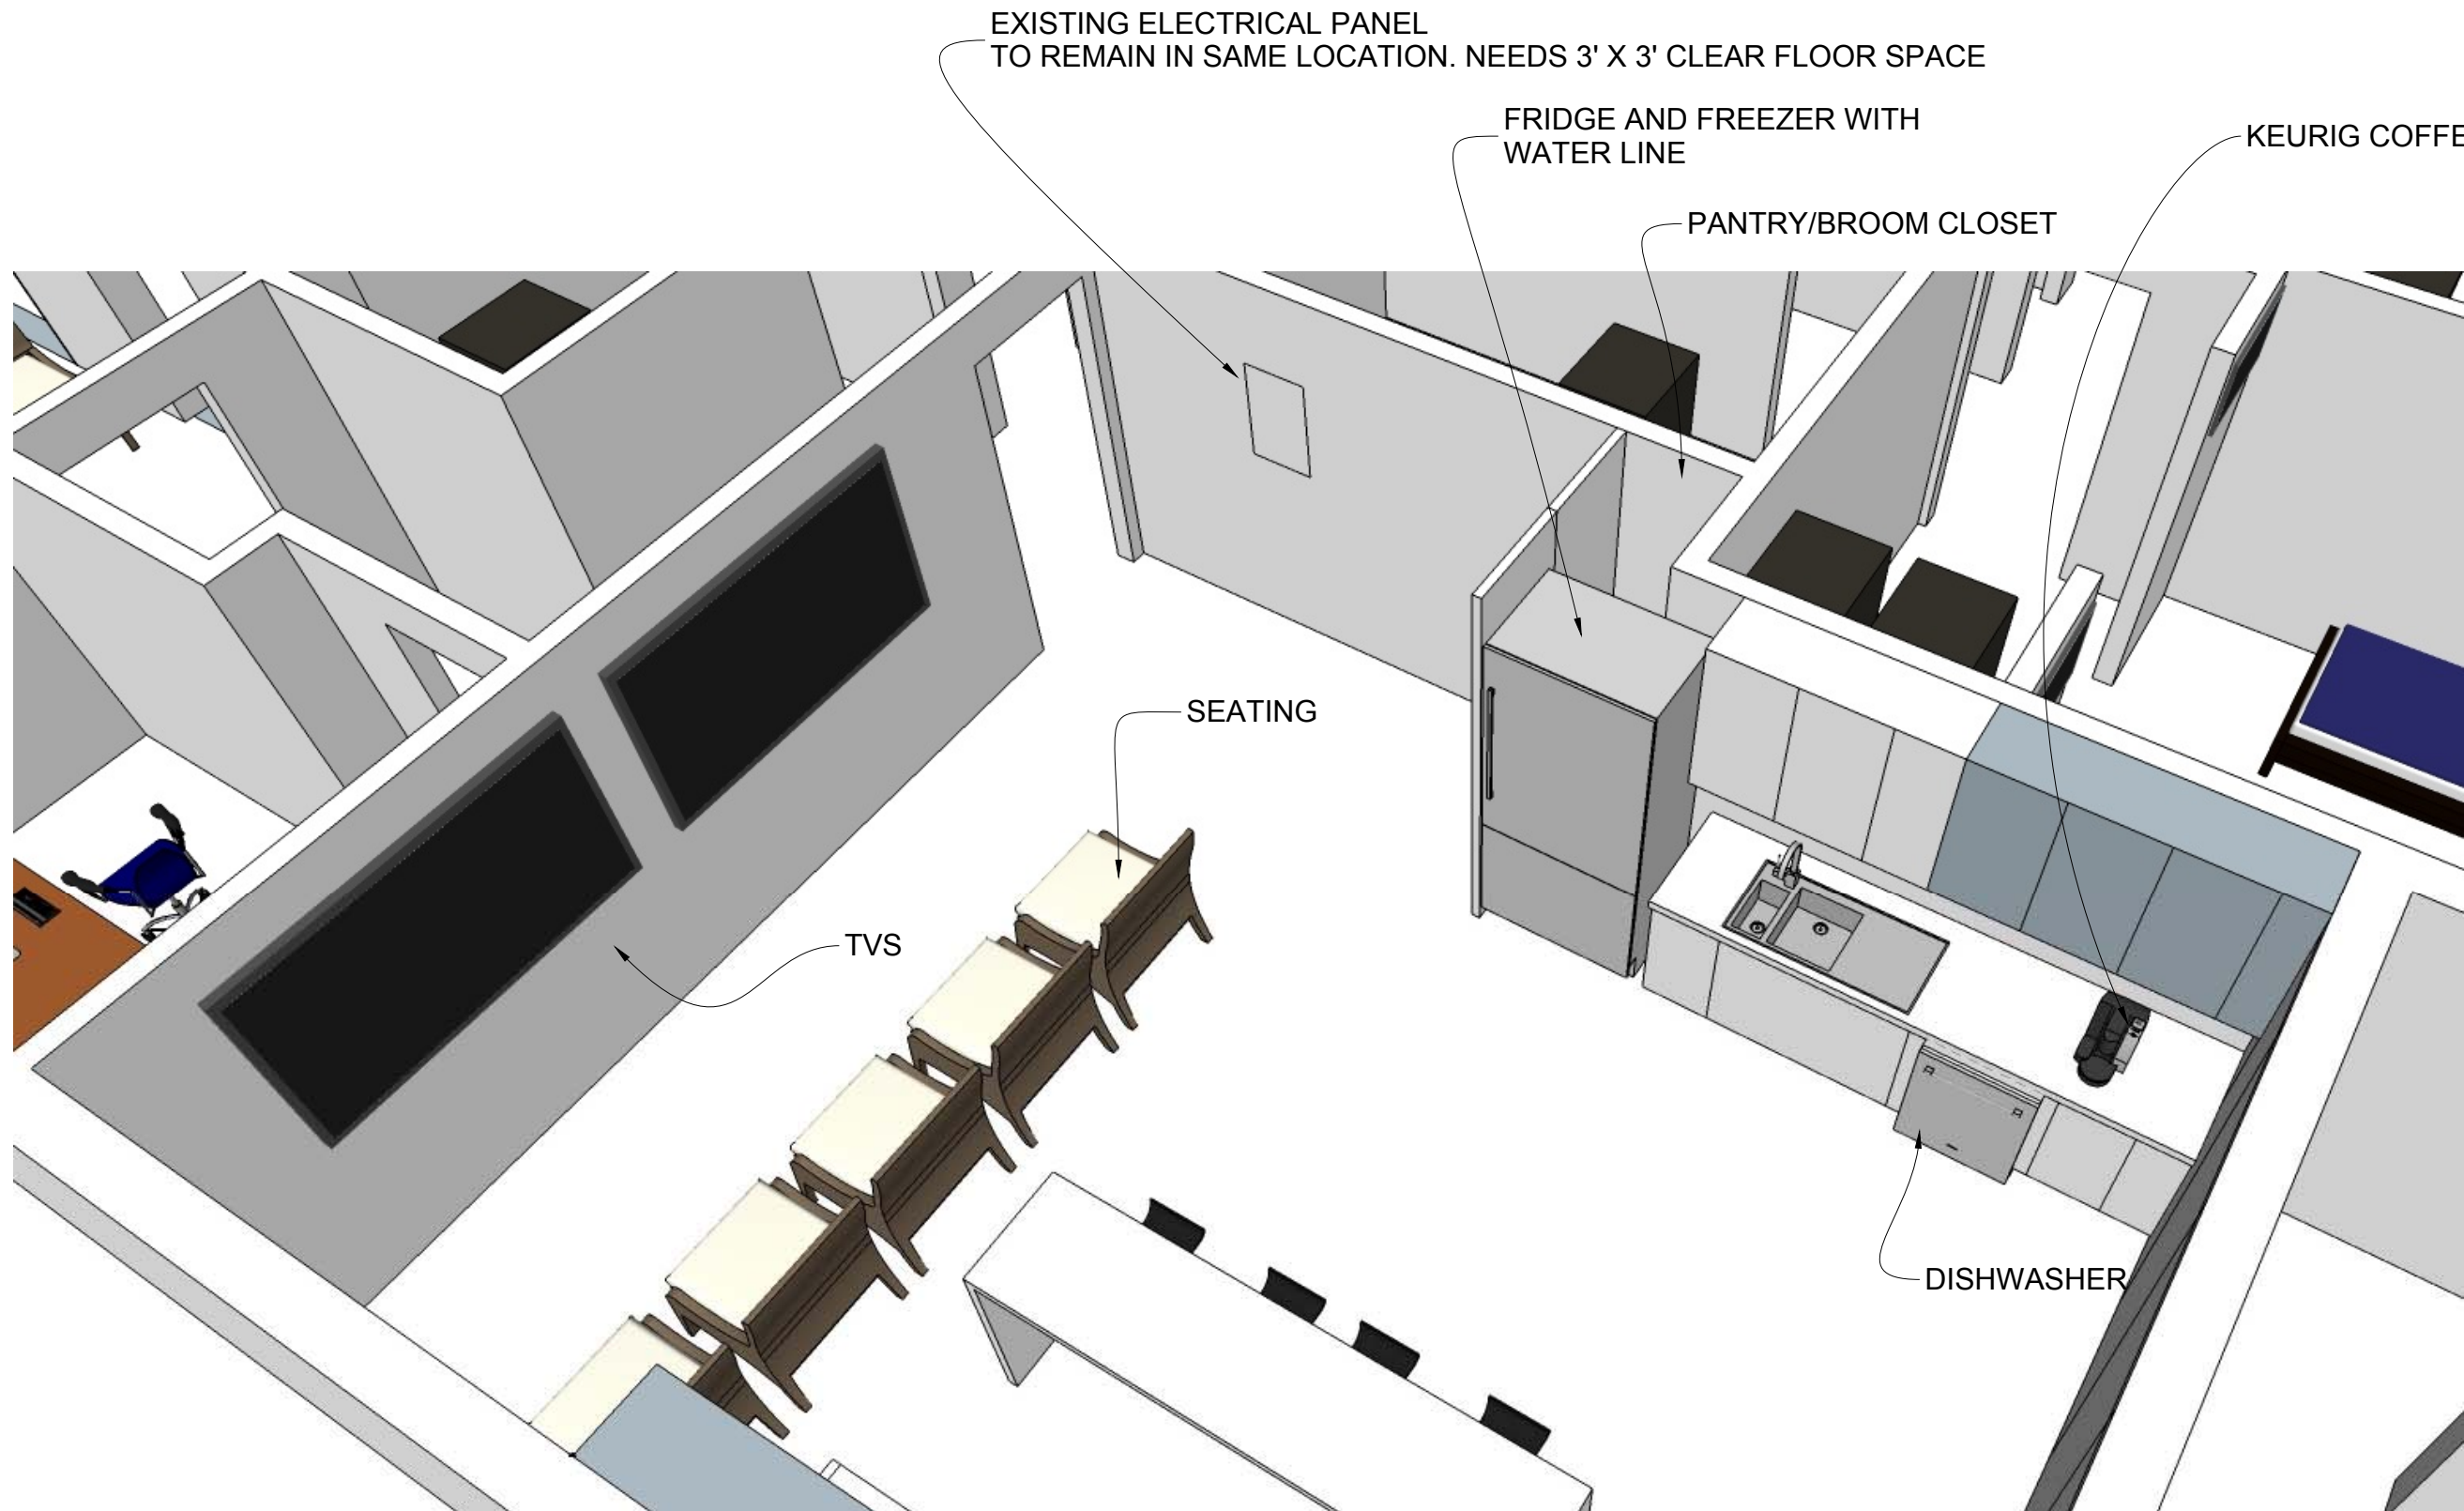 EXISTING ELECTRICAL PANEL
TO REMAIN IN SAME LOCATION. NEEDS 3' X 3' CLEAR FLOOR SPACE
FRIDGE AND FREEZER WITH
WATER LINE
KEURIG COFFE
PANTRY/BROOM CLOSET
SEATING
TVS
DISHWASHER